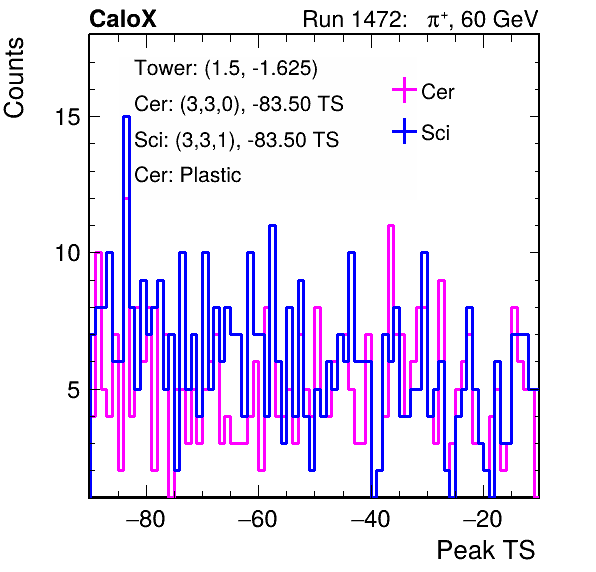 CaloX Run 1472: π⁺, 60 GeV
Counts
Tower: (1.5, -1.625)
Cer: (3,3,0), -83.50 TS
Sci: (3,3,1), -83.50 TS
Cer: Plastic
Cer
Sci
15
10
5
−80 −60 −40 −20
Peak TS